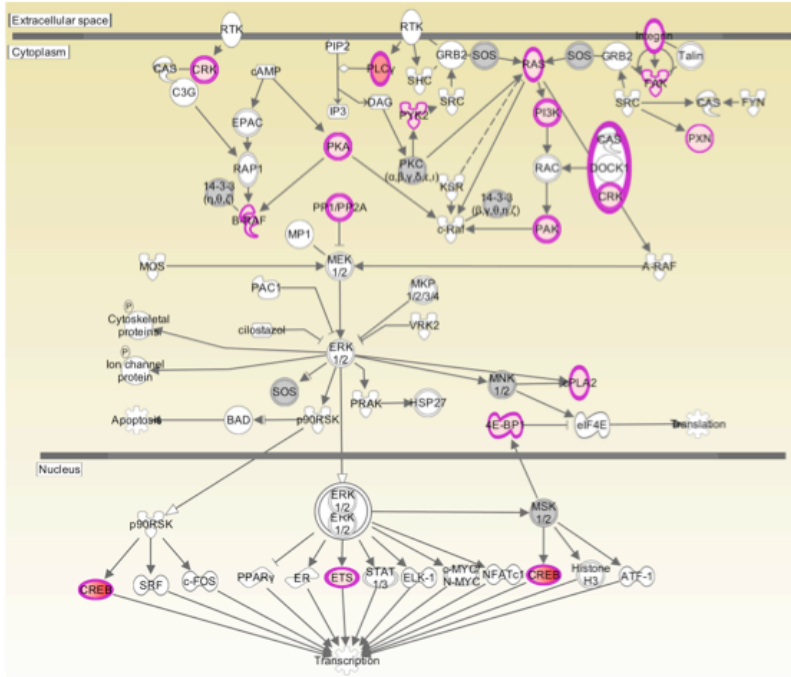 Extracellular space
Cytoplasm
RTK
RTK
Integrin
CAS
CRK
C3G
cAMP
PIP2
PLCγ
SHC
GRB2
SOS
RAS
SOS
GRB2
Talin
FAK
EPAC
IP3
DAG
PYK2
SRC
PI3K
SRC
CAS
FYN
PXN
RAP1
PKA
PKC
(α,β,γ,δ,ε,ι)
KSR
RAC
CAS
DOCK1
CRK
14-3-3
(η,θ,ζ)
B-RAF
PP1/PP2A
14-3-3
(β,γ,θ,η,ζ)
c-Raf
PAK
MP1
MOS
MEK
1/2
A-RAF
PAC1
MKP
1/2/3/4
P
Cytoskeletal
proteins
cilostazol
VRK2
P
Ion channel
protein
ERK
1/2
SOS
MNK
1/2
cPLA2
PRAK
HSP27
Apoptosis
BAD
p90RSK
4E-BP1
eIF4E
Translation
Nucleus
p90RSK
ERK
1/2
ERK
1/2
MSK
1/2
CREB
SRF
c-FOS
PPARγ
ER
ETS
STAT
1/3
ELK-1
c-MYC/
N-MYC
NFATc1
CREB
Histone
H3
ATF-1
Transcription